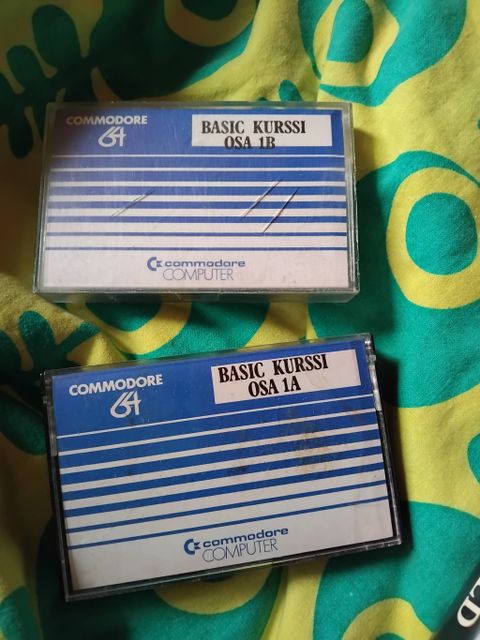 COMMODORE
64
BASIC KURSSI
OSA 1B
commodore
COMPUTER
COMMODORE
64
BASIC KURSSI
OSA 1A
commodore
COMPUTER